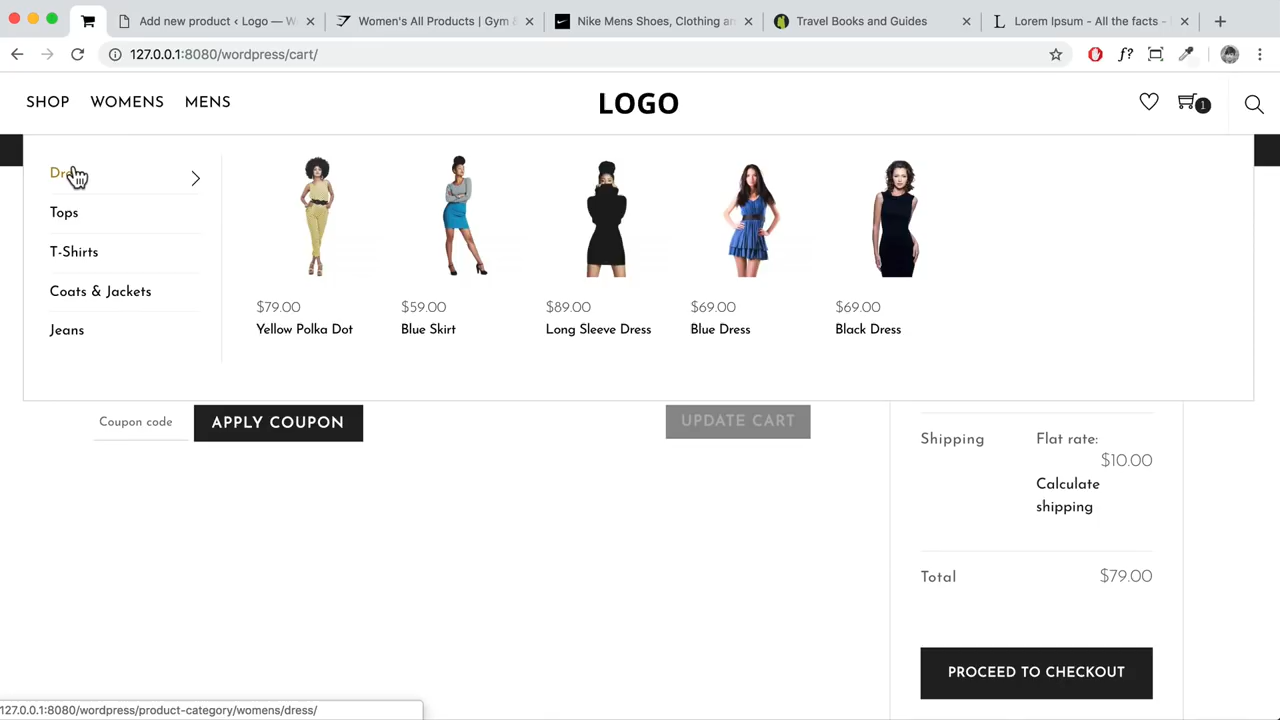 Add new product ‹ Logo — W
Women's All Products | Gym &
Nike Mens Shoes, Clothing an
Travel Books and Guides
Lorem Ipsum - All the facts -
127.0.0.1:8080/wordpress/cart/
f?
SHOP WOMENS MENS
LOGO
1
Tops
T-Shirts
Coats & Jackets
Jeans
$79.00
Yellow Polka Dot
$59.00
Blue Skirt
$89.00
Long Sleeve Dress
$69.00
Blue Dress
$69.00
Black Dress
Coupon code
APPLY COUPON
UPDATE CART
Shipping
Flat rate:
$10.00
Calculate
shipping
Total
$79.00
PROCEED TO CHECKOUT
127.0.0.1:8080/wordpress/product-category/womens/dress/